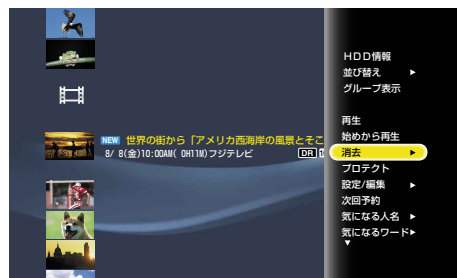 NEW 世界の街から「アメリカ西海岸の風景とそこ
8/ 8(金)10:00AM( 0H11M)フジテレビ DR
HDD情報
並び替え ▶
グループ表示
再生
始めから再生
消去 ▶
プロテクト
設定/編集 ▶
次回予約
気になる人名 ▶
気になるワード▶
▼